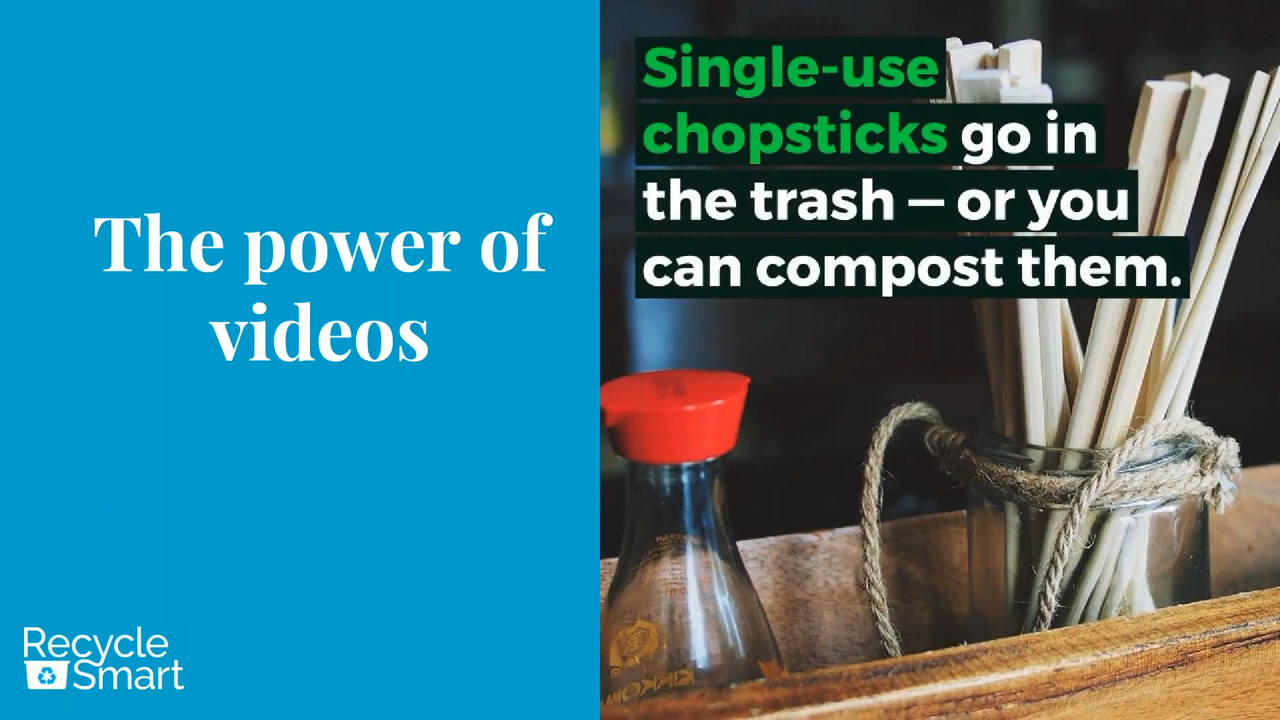 The power of
videos
Recycle
Smart
Single-use
chopsticks go in
the trash — or you
can compost them.